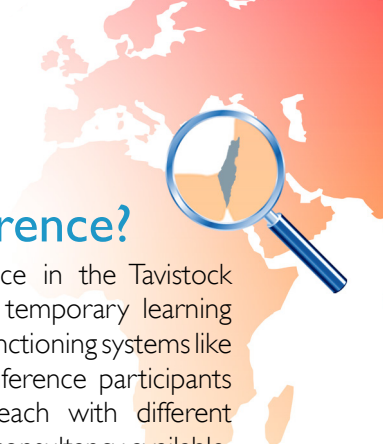 rence?
ce in the Tavistock
temporary learning
nctioning systems like
ference participants
each with different